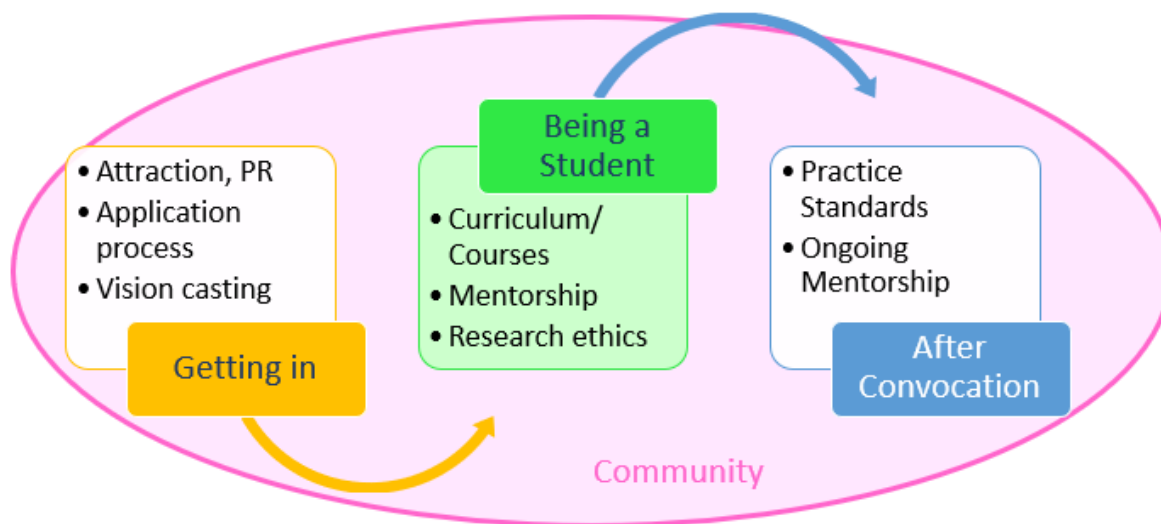 • Attraction, PR
• Application
process
• Vision casting
Getting in
Being a
Student
• Curriculum/
Courses
• Mentorship
• Research ethics
• Practice
Standards
• Ongoing
Mentorship
After
Convocation
Community